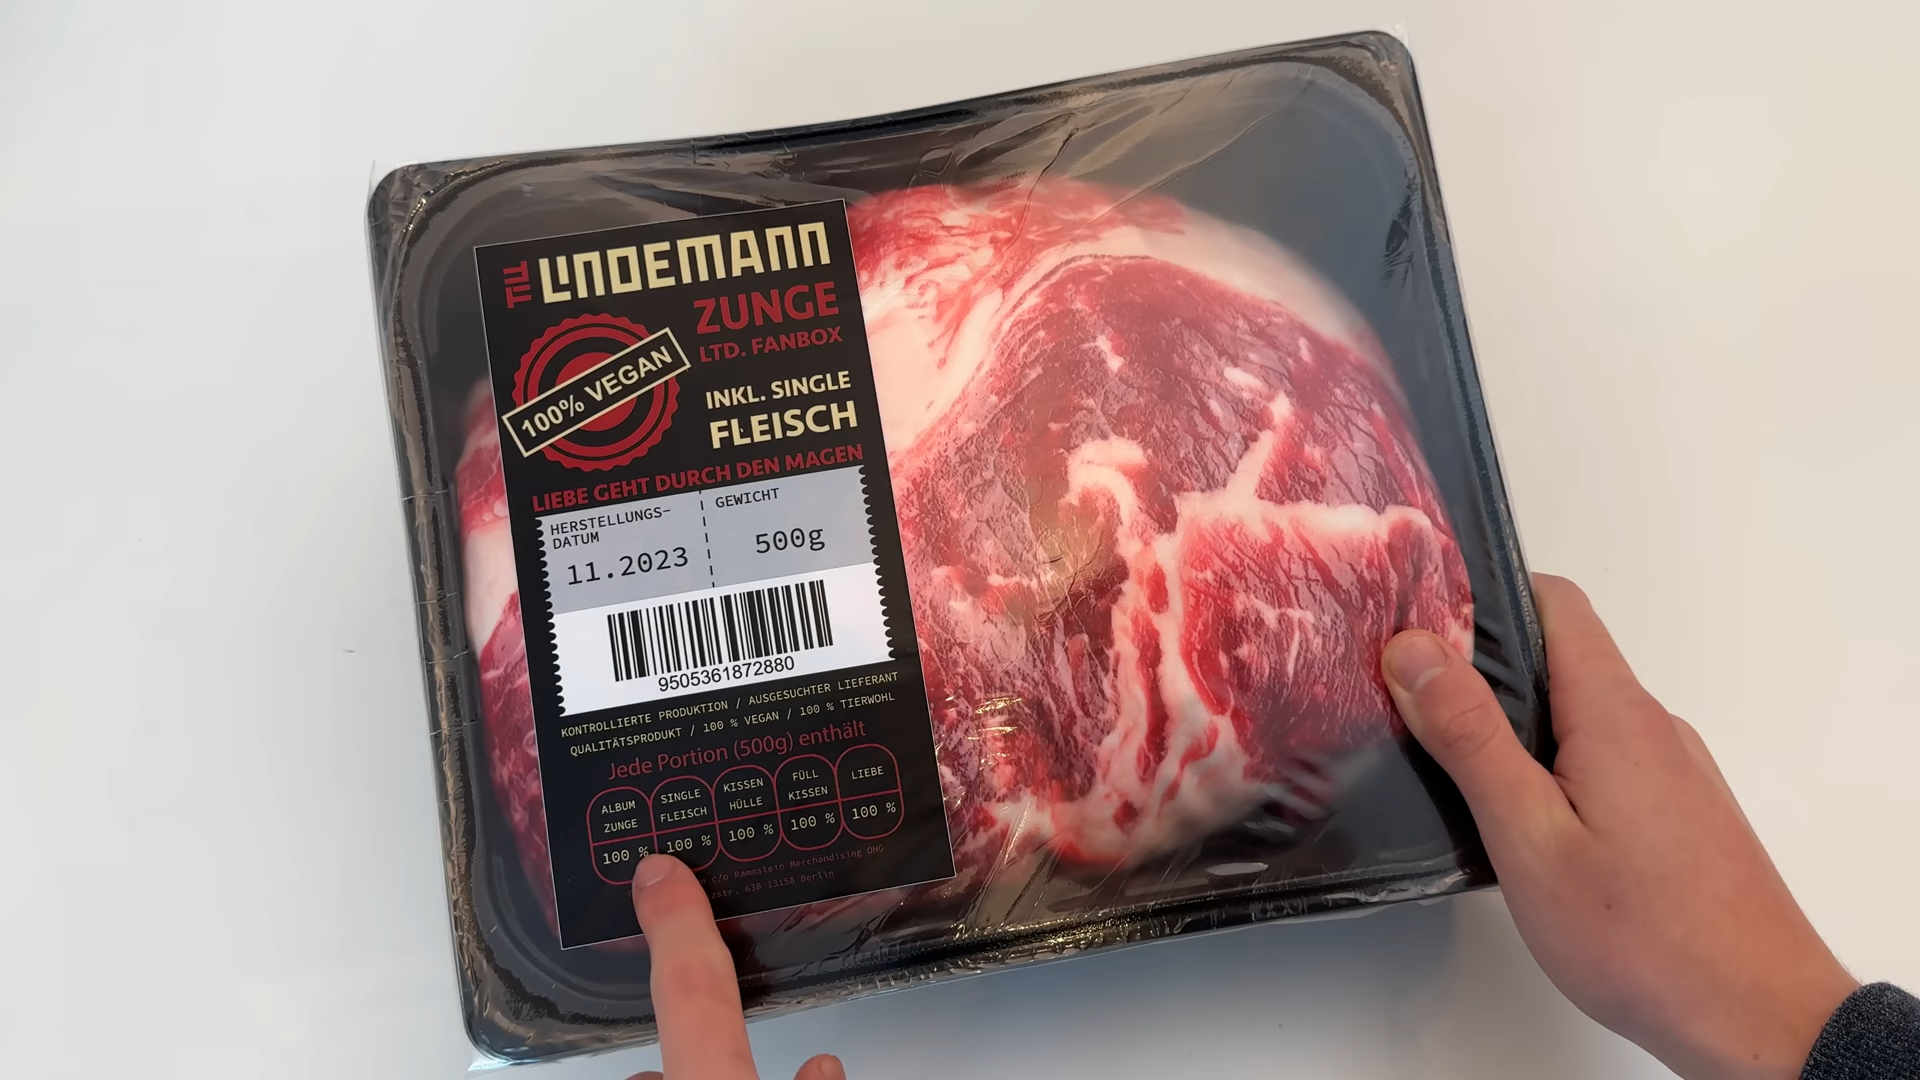 TILL LINDEMANN
ZUNGE
LTD. FANBOX
100% VEGAN
INKL. SINGLE
FLEISCH
LIEBE GEHT DURCH DEN MAGEN
HERSTELLUNGS-
DATUM
11.2023
GEWICHT
500g
9505361872880
KONTROLLIERTE PRODUKTION / AUSGESUCHTER LIEFERANT
QUALITÄTSPRODUKT / 100 % VEGAN / 100 % TIERWOHL
Jede Portion (500g) enthält
ALBUM
ZUNGE
100 %
SINGLE
FLEISCH
100 %
KISSEN
HÜLLE
100 %
FÜLL
KISSEN
100 %
LIEBE
100 %
c/o Rammstein Merchandising OHG
63B 13158 Berlin